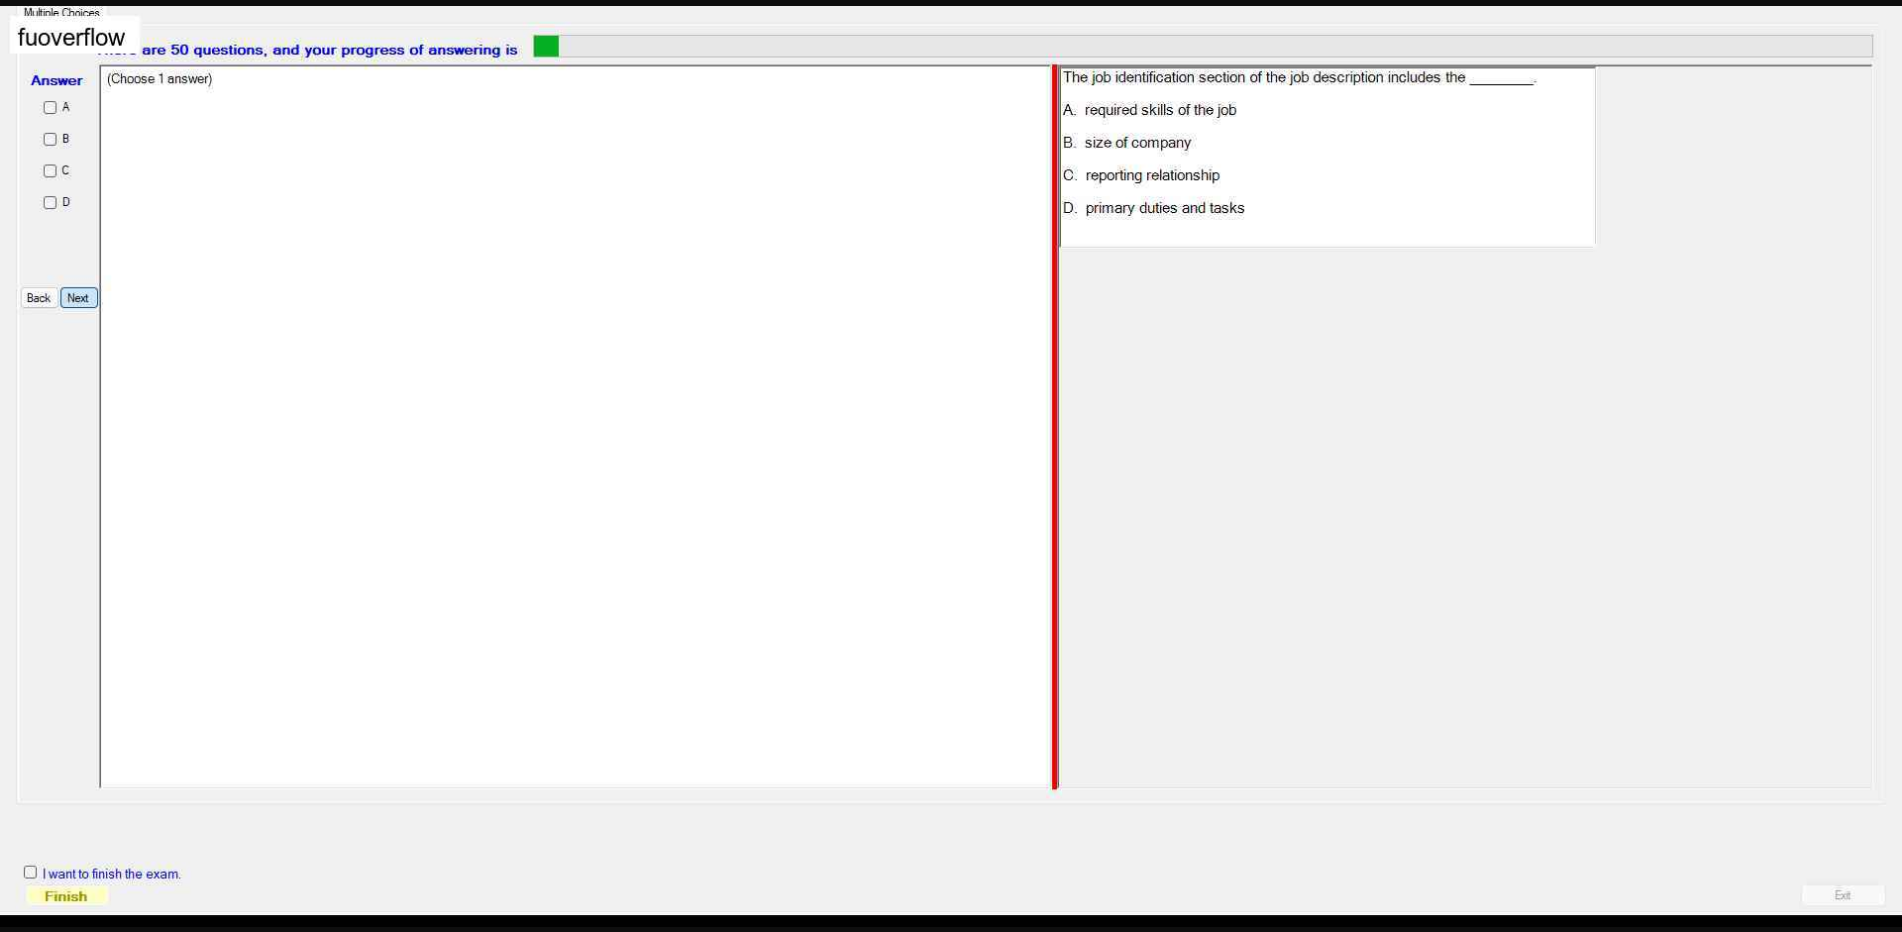 Multiple Choices
fuoverflow
are 50 questions, and your progress of answering is
Answer
A
B
C
D
Back Next
(Choose 1 answer)
The job identification section of the job description includes the ________.
A. required skills of the job
B. size of company
C. reporting relationship
D. primary duties and tasks
I want to finish the exam.
Finish
Exit